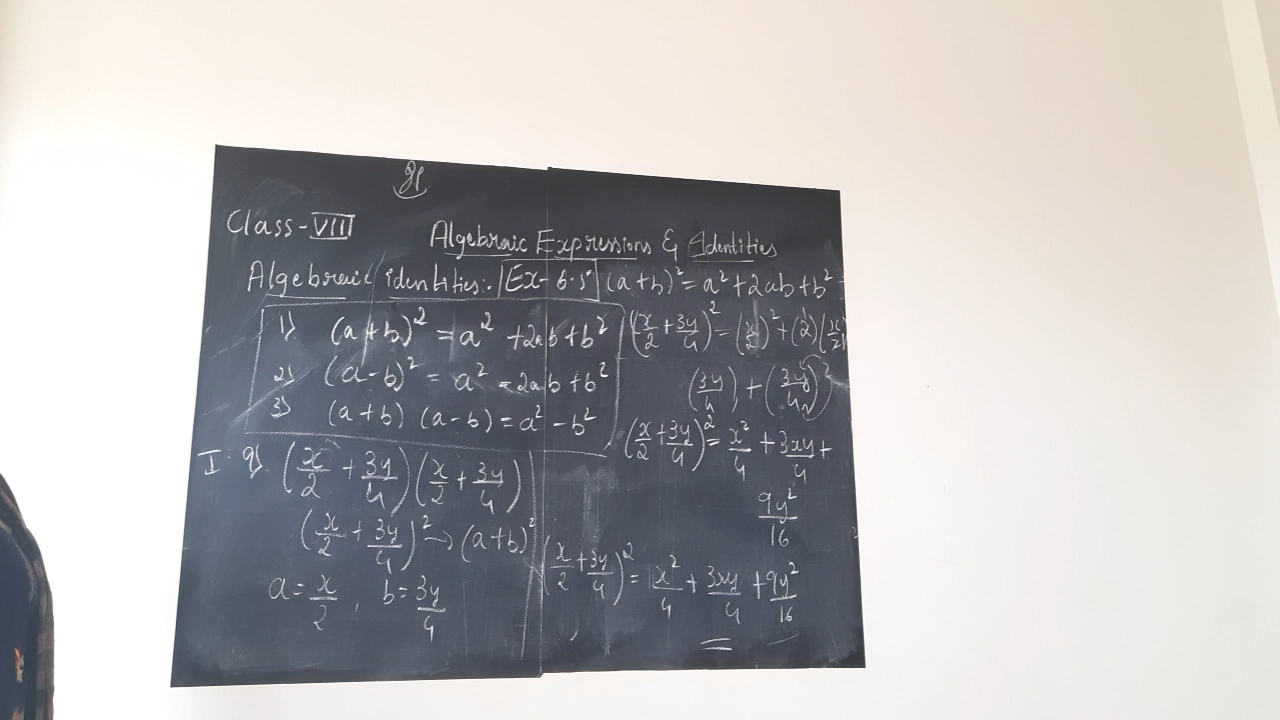 Class-VIII
Algebraic Expressions & Identities
Algebraic identities:- Ex-6.5
1) (a+b)² = a² + 2ab + b²
2) (a-b)² = a² - 2ab + b²
3) (a+b) (a-b) = a² - b²
I. 9) (x/2 + 3y/4)(x/2 + 3y/4)
(x/2 + 3y/4)² → (a+b)²
a = x/2, b = 3y/4
(a+b)² = a² + 2ab + b²
(x/2 + 3y/4)² = (x/2)² + (2)(x/2)
(3y/4) + (3y/4)²
(x/2 + 3y/4)² = x²/4 + 3xy/4 +
9y²/16
(x/2 + 3y/4)² = x²/4 + 3xy/4 + 9y²/16